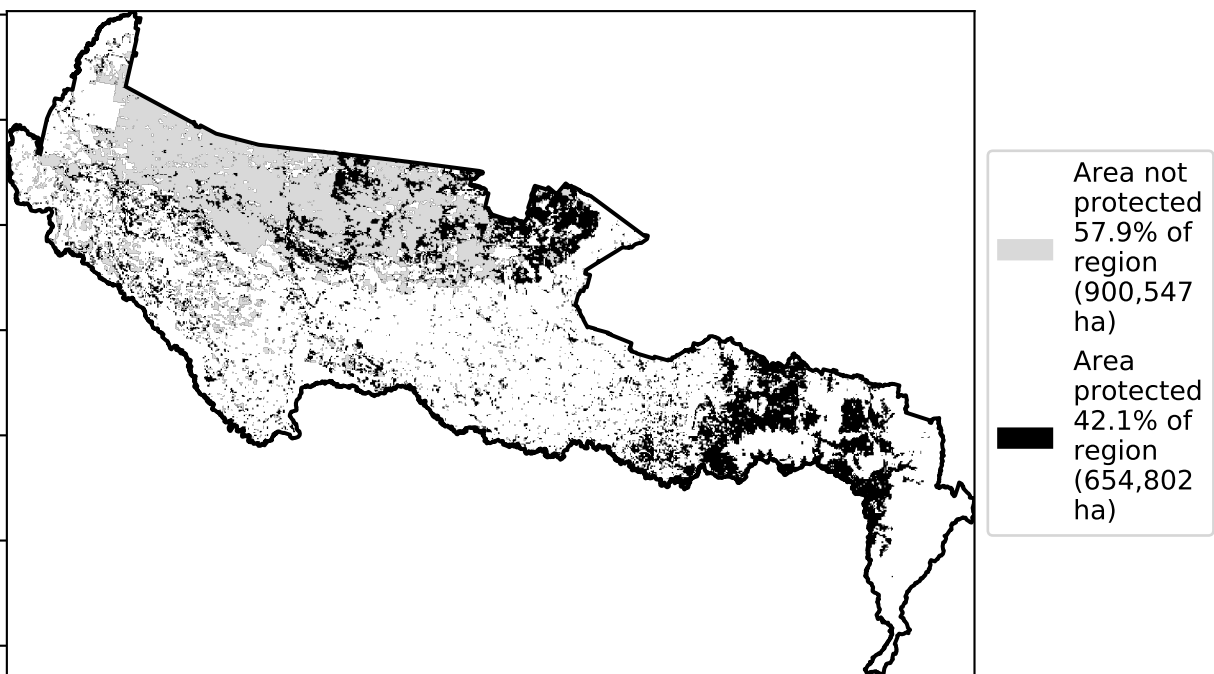 Area not
protected
57.9% of
region
(900,547
ha)
Area
protected
42.1% of
region
(654,802
ha)